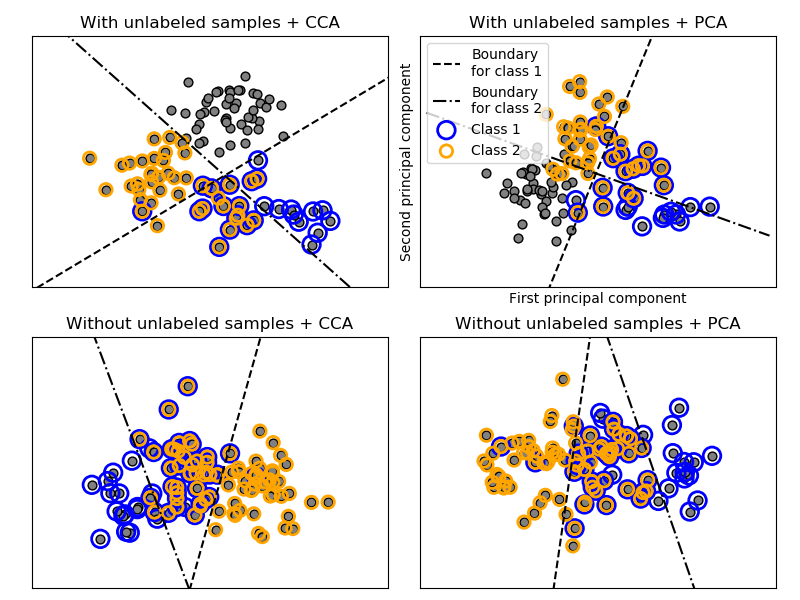 With unlabeled samples + CCA
With unlabeled samples + PCA
Second principal component
Boundary
for class 1
Boundary
for class 2
Class 1
Class 2
First principal component
Without unlabeled samples + CCA
Without unlabeled samples + PCA